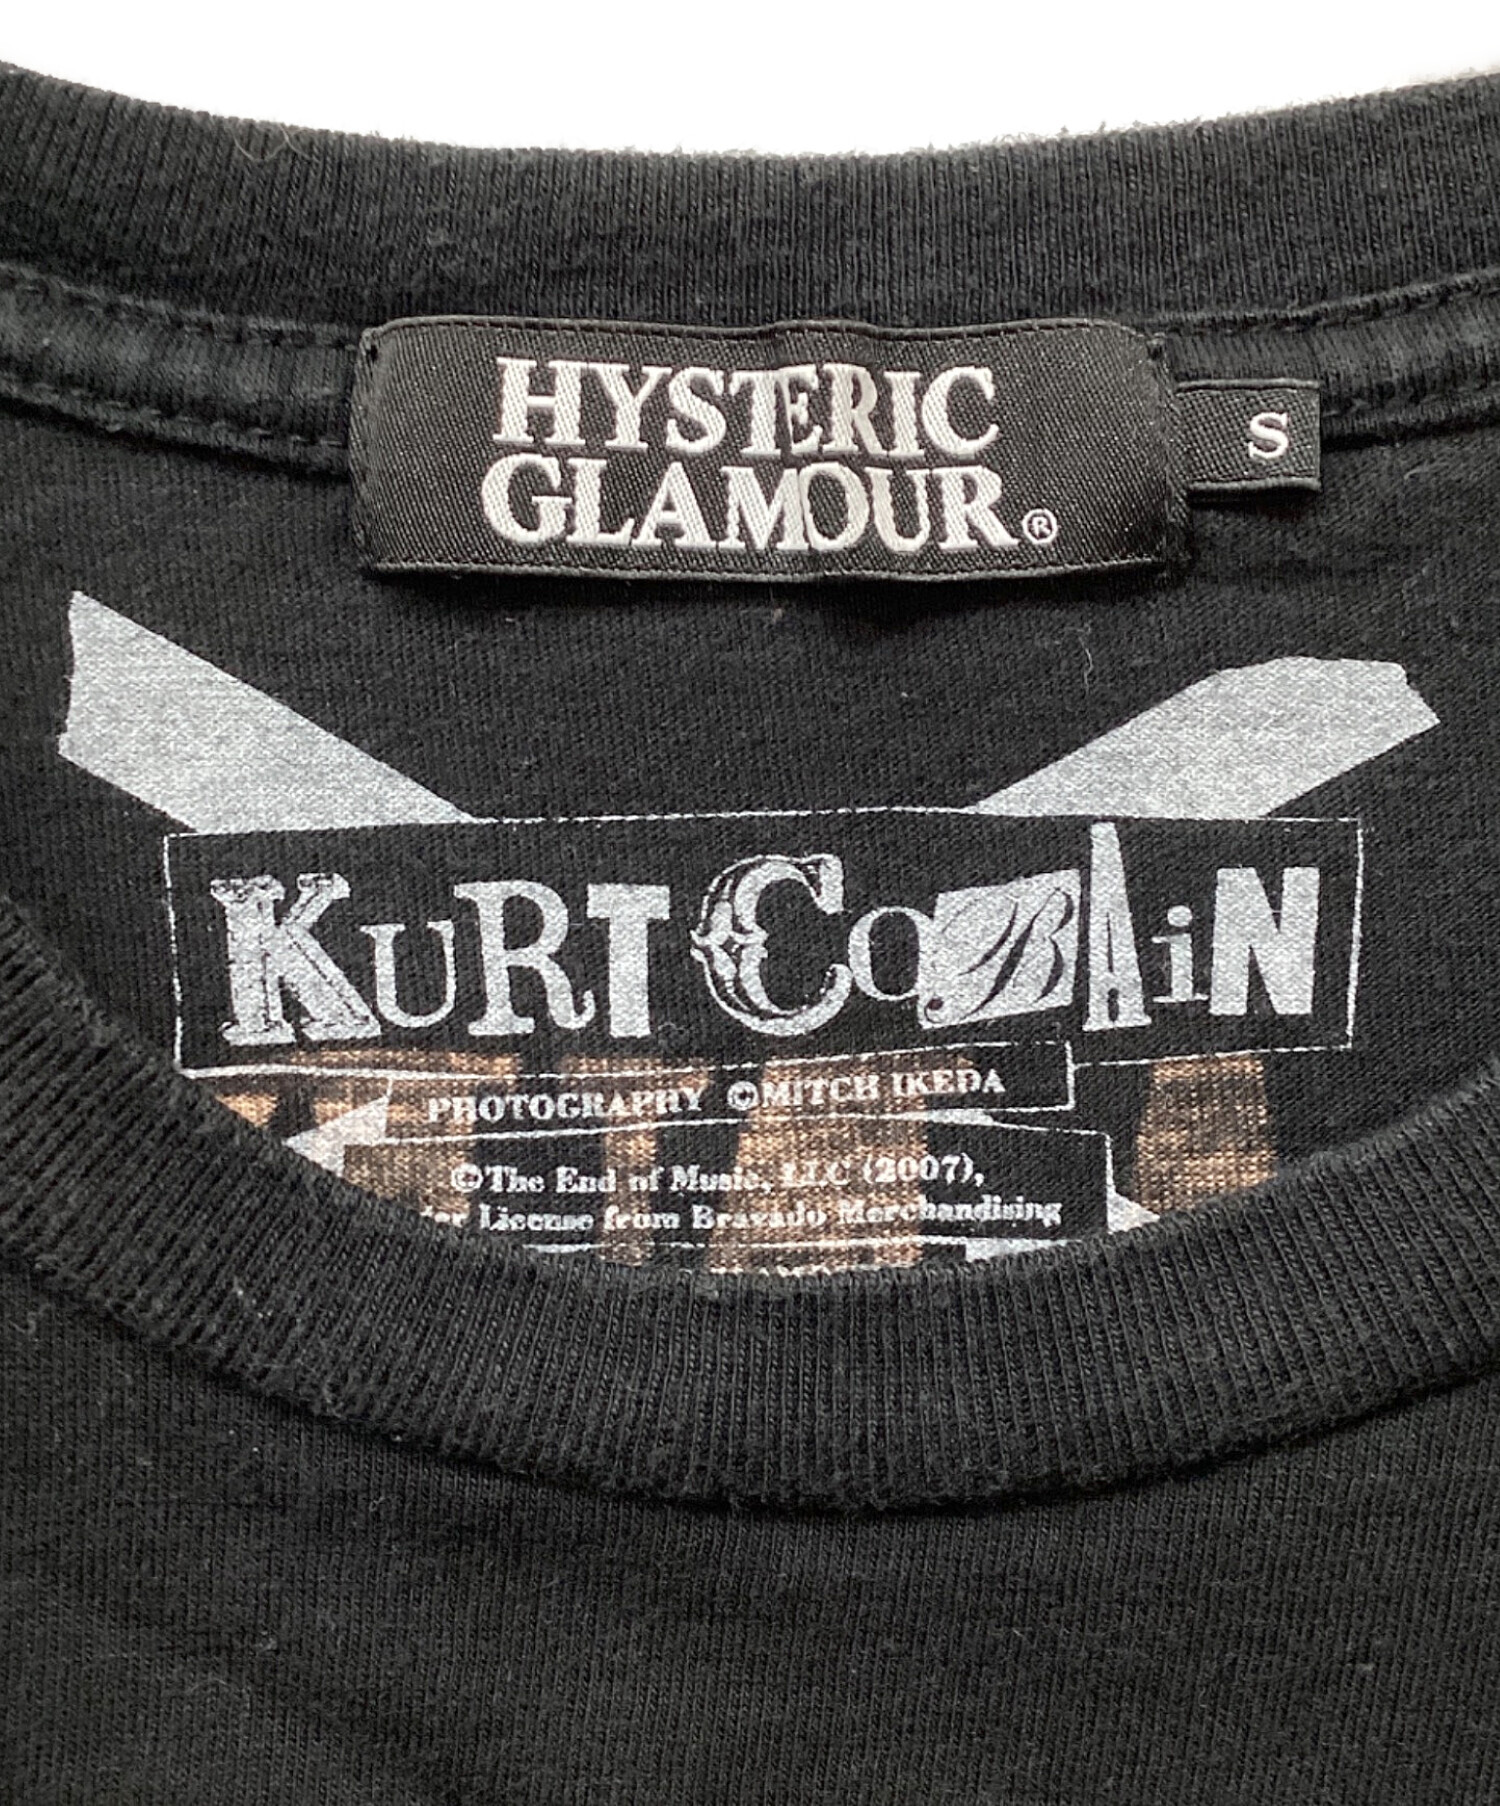 HYSTERIC
GLAMOUR®
S
KURT COBAiN
PHOTOGRAPHY ©MITCH IKEDA
©The End of Music, LLC (2007),
License from Bravado Merchandising